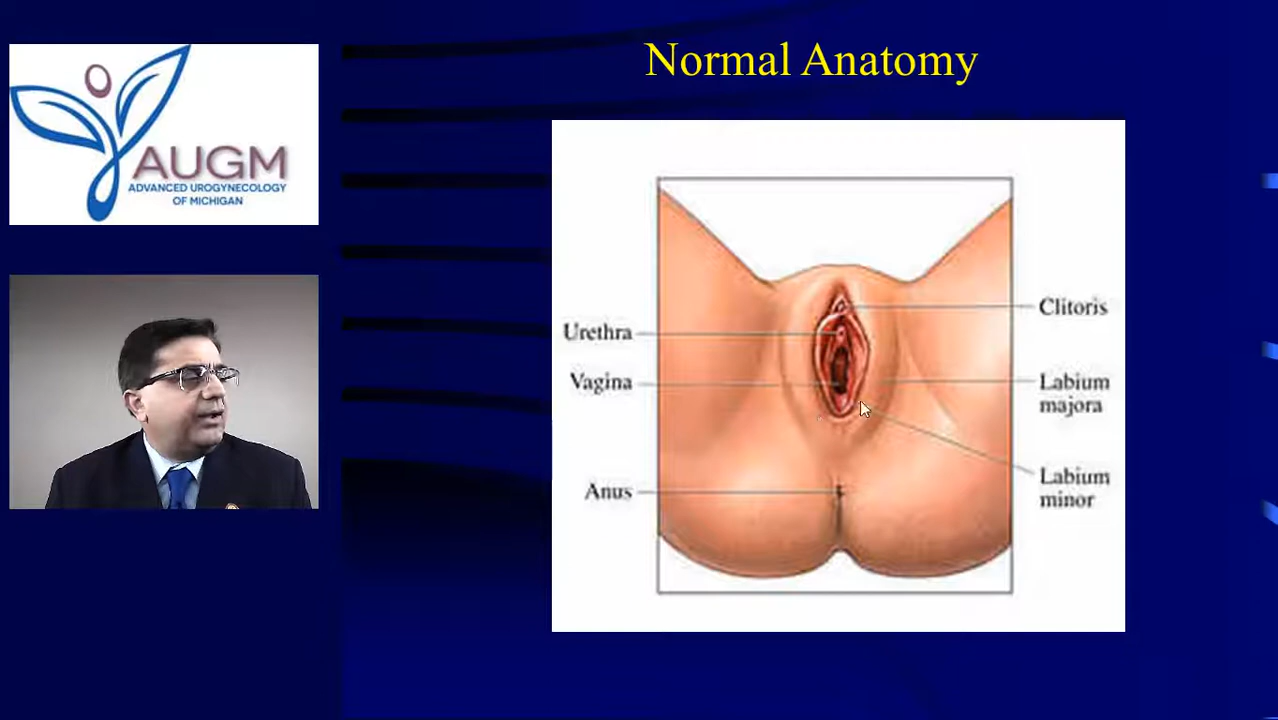 Normal Anatomy
AUGM
ADVANCED UROGYNECOLOGY
OF MICHIGAN
Urethra
Vagina
Anus
Clitoris
Labium
majora
Labium
minor